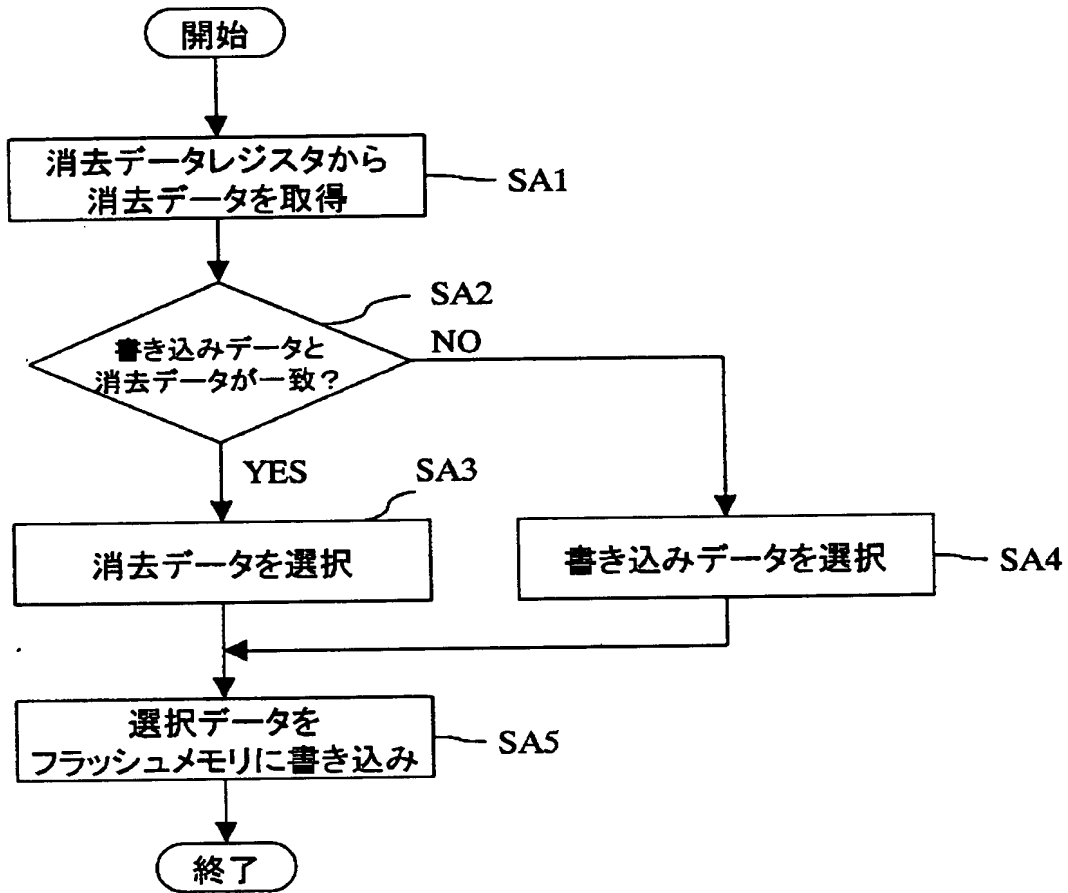 開始
消去データレジスタから
消去データを取得
SA1
SA2
書き込みデータと
消去データが一致？
NO
YES
SA3
消去データを選択
書き込みデータを選択
SA4
選択データを
フラッシュメモリに書き込み
SA5
終了